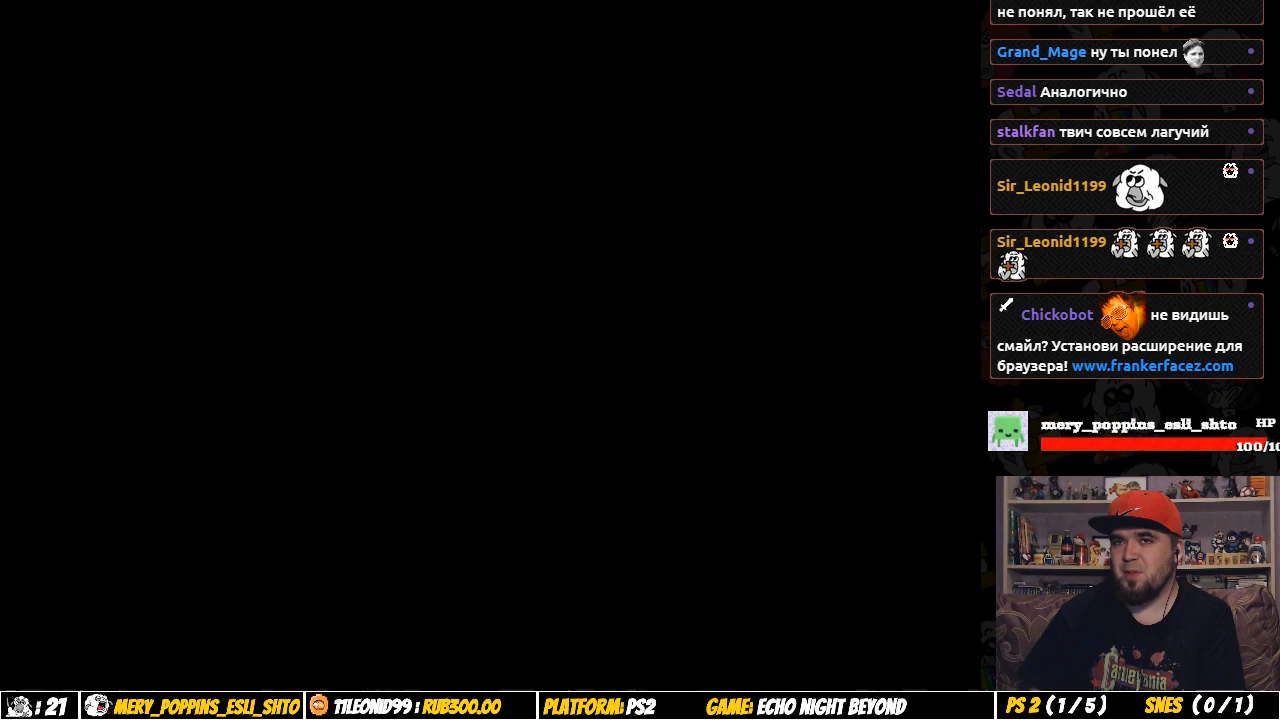 не понял, так не прошёл её
Grand_Mage ну ты понел
Sedal Аналогично
stalkfan твич совсем лагучий
Sir_Leonid1199
Sir_Leonid1199
Chickobot не видишь
смайл? Установи расширение для
браузера! www.frankerfacez.com
mery_poppins_esli_shto HP
100/10
: 21 MERY_POPPINS_ESLI_SHTO 11LEONID99 : RUB300.00 PLATFORM: PS2 GAME: ECHO NIGHT BEYOND PS 2 (1/5) SNES (0/1)